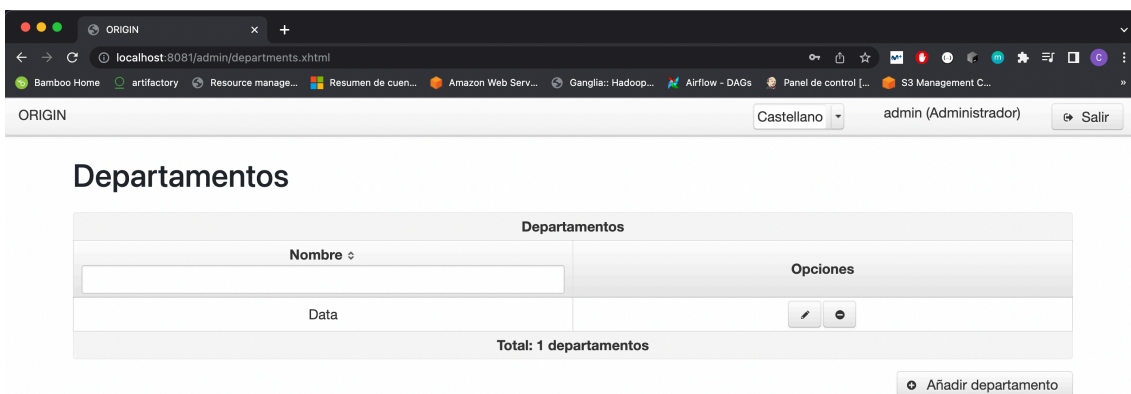 ORIGIN
localhost:8081/admin/departments.xhtml
Bamboo Home artifactory Resource manage... Resumen de cuen... Amazon Web Serv... Ganglia:: Hadoop... Airflow - DAGs Panel de control [... S3 Management C... »
ORIGIN Castellano admin (Administrador) Salir
Departamentos
Departamentos
Nombre
Opciones
Data
Total: 1 departamentos
Añadir departamento